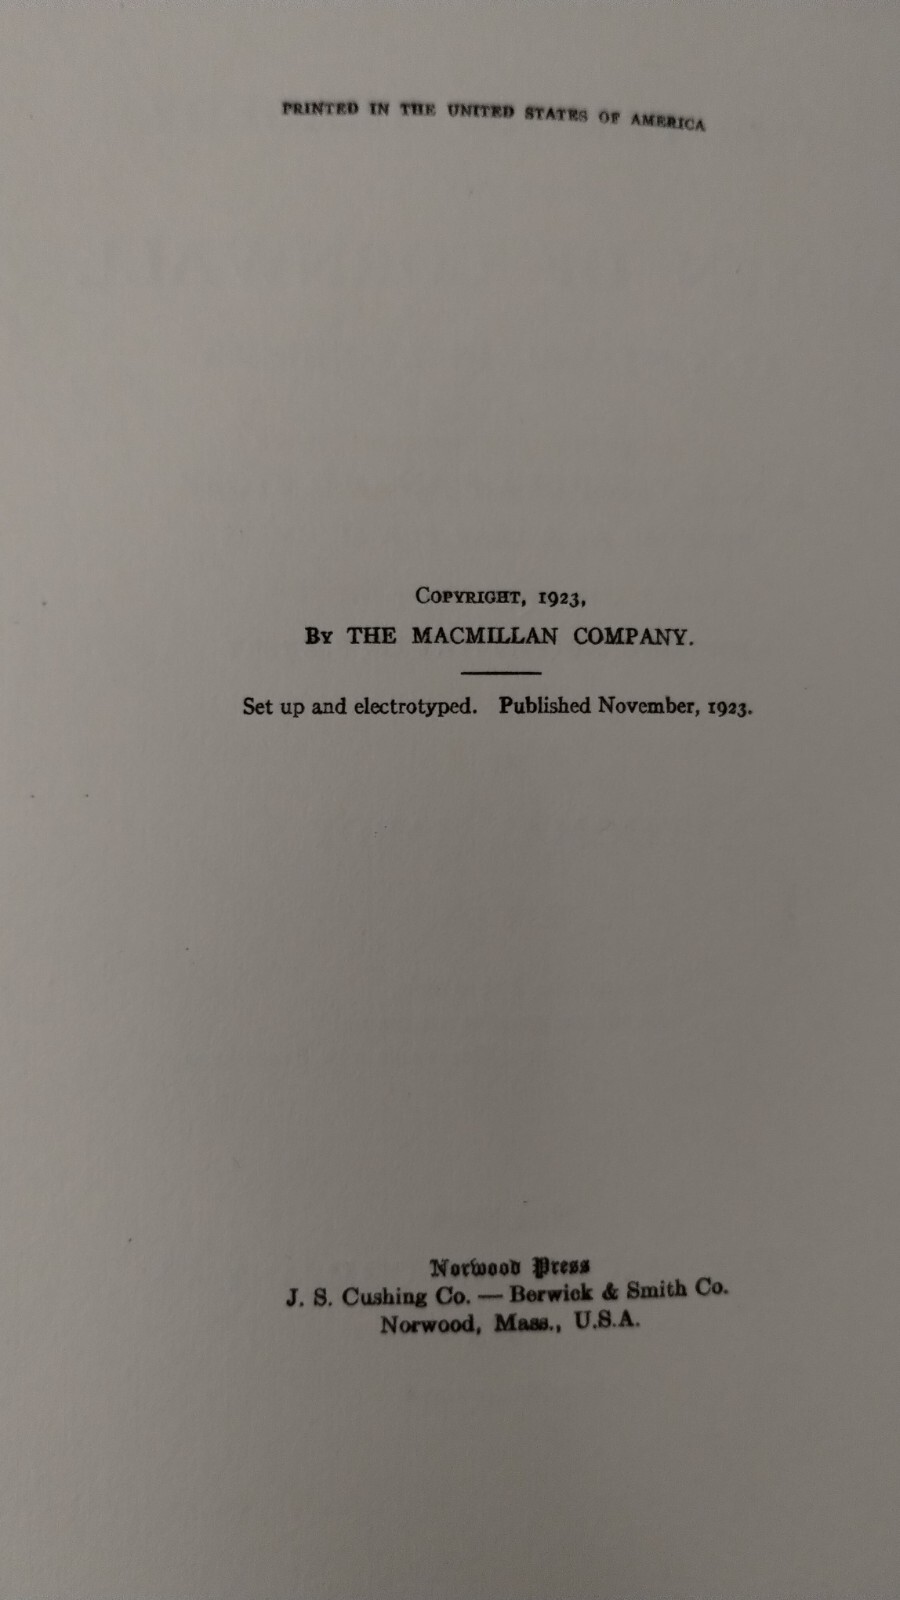 PRINTED IN THE UNITED STATES OF AMERICA
COPYRIGHT, 1923,
BY THE MACMILLAN COMPANY.
Set up and electrotyped. Published November, 1923.
Norwood Press
J. S. Cushing Co. — Berwick & Smith Co.
Norwood, Mass., U.S.A.